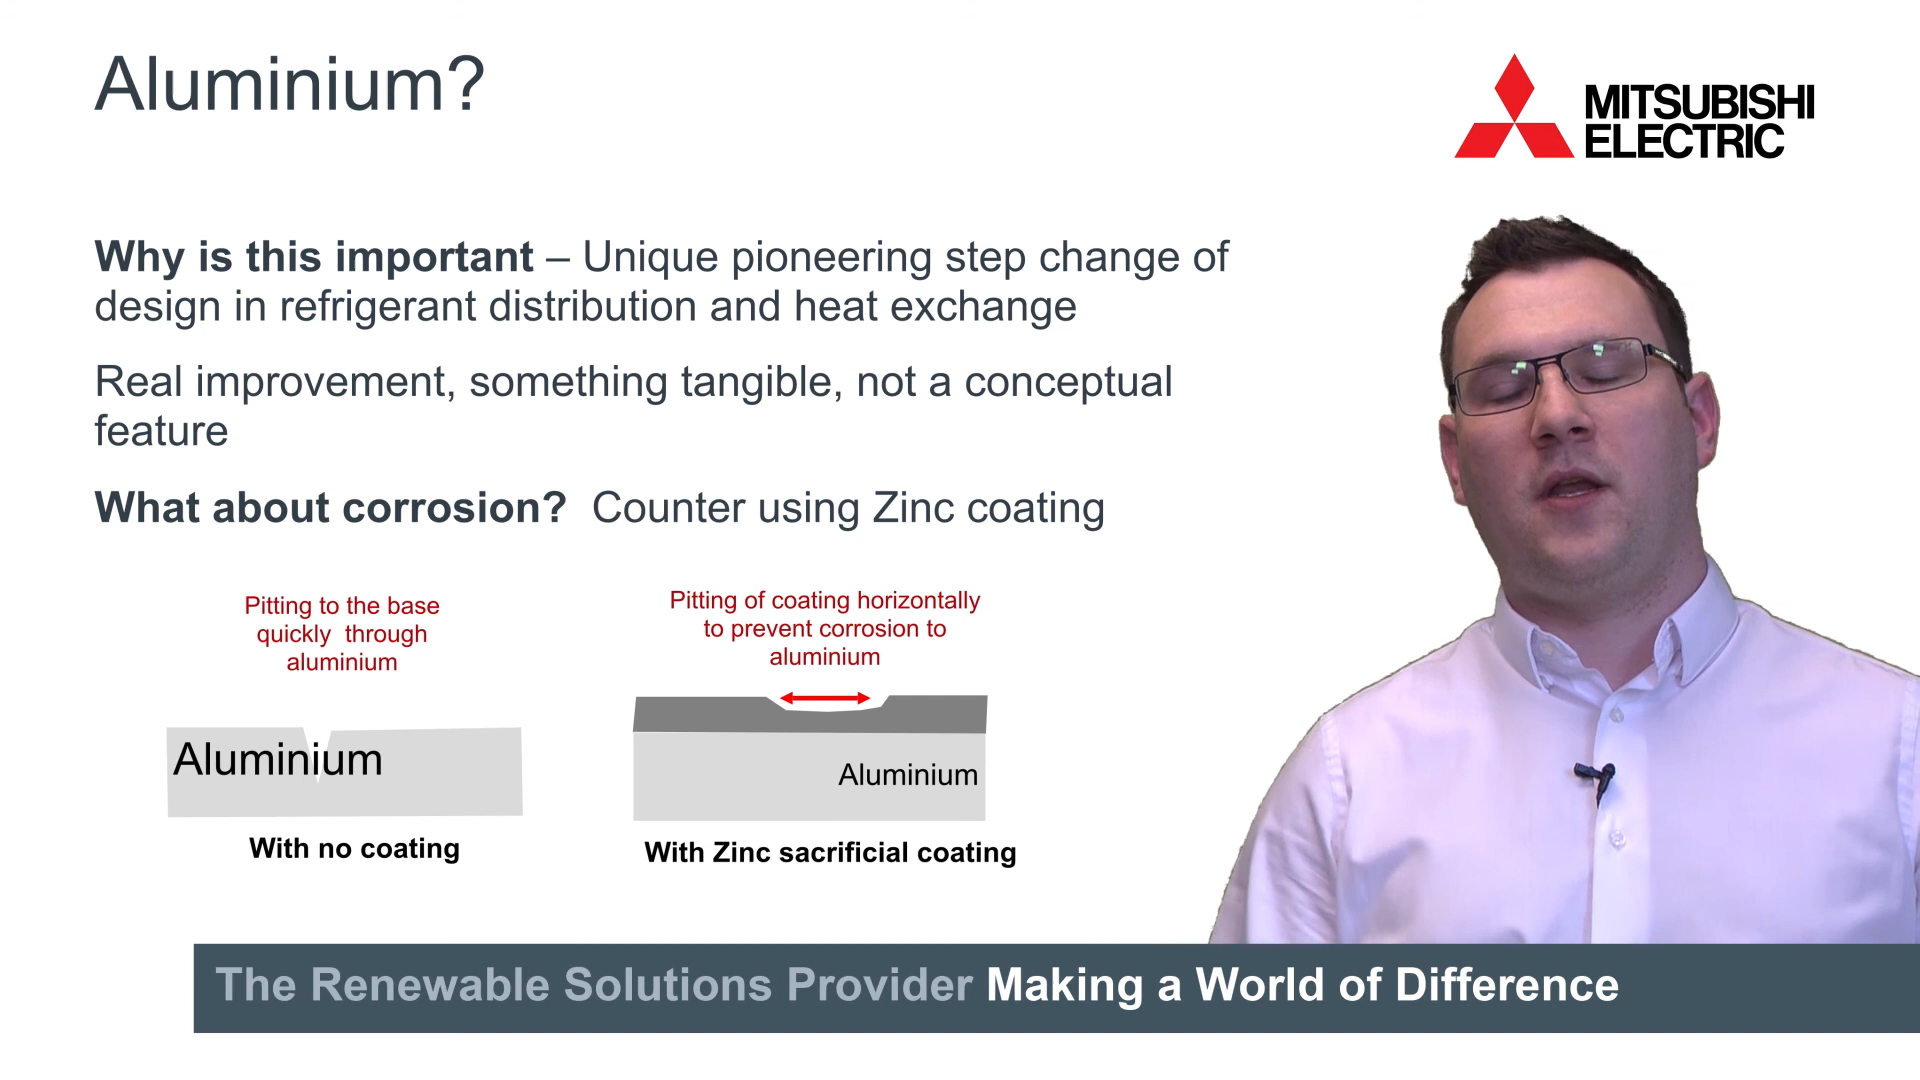 Aluminium?
MITSUBISHI
ELECTRIC
Why is this important – Unique pioneering step change of
design in refrigerant distribution and heat exchange
Real improvement, something tangible, not a conceptual
feature
What about corrosion? Counter using Zinc coating
Pitting to the base
quickly through
aluminium
Pitting of coating horizontally
to prevent corrosion to
aluminium
Aluminium
Aluminium
With no coating
With Zinc sacrificial coating
The Renewable Solutions Provider Making a World of Difference